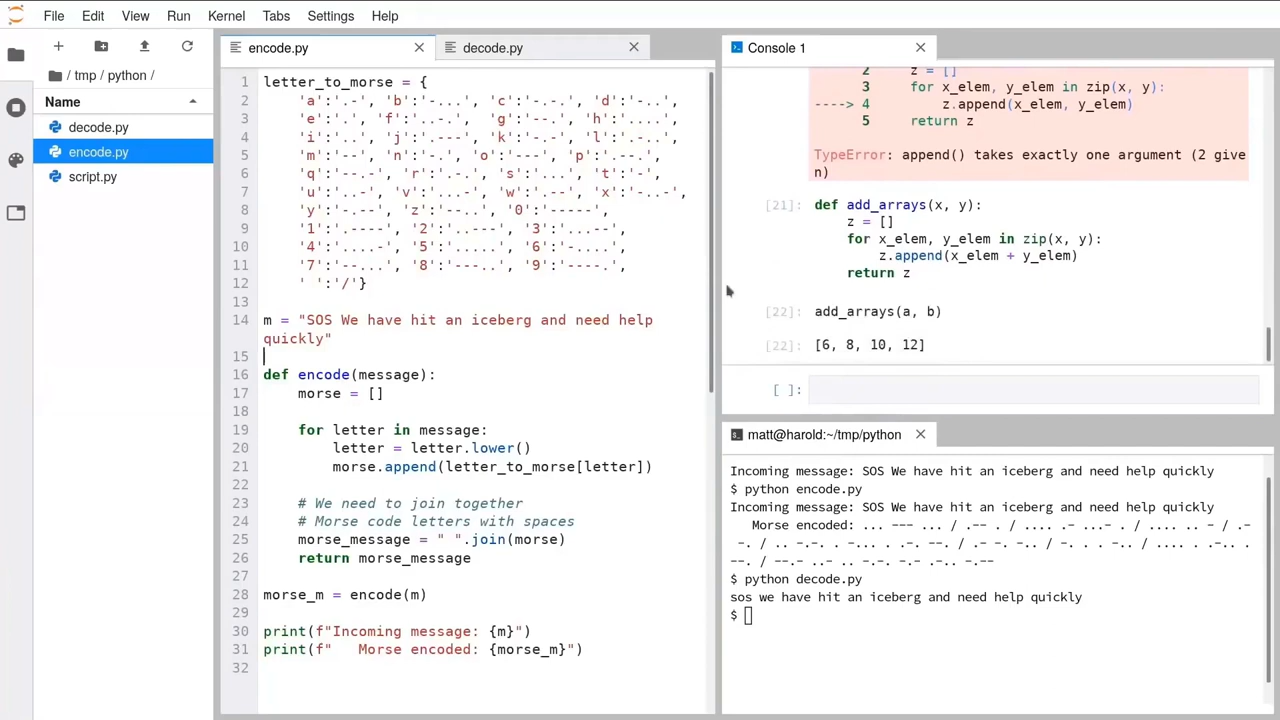 File Edit View Run Kernel Tabs Settings Help
/ tmp / python /
Name
decode.py
encode.py
script.py
encode.py
decode.py
1 letter_to_morse = {
2 'a':'.-', 'b':'-...', 'c':'-.-.', 'd':'-..',
3 'e':'.', 'f':'..-.', 'g':'--.', 'h':'....',
4 'i':'..', 'j':'.---', 'k':'-.-', 'l':'.-..',
5 'm':'--', 'n':'-.', 'o':'---', 'p':'.--.',
6 'q':'--.-', 'r':'.-.', 's':'...', 't':'-',
7 'u':'..-', 'v':'...-', 'w':'.--', 'x':'-..-',
8 'y':'-.--', 'z':'--..', '0':'-----',
9 '1':'.----', '2':'..---', '3':'...--',
10 '4':'....-', '5':'.....', '6':'-....',
11 '7':'--...', '8':'---..', '9':'----.',
12 ' ':'/'}
13
14 m = "SOS We have hit an iceberg and need help
quickly"
15
16 def encode(message):
17 morse = []
18
19 for letter in message:
20 letter = letter.lower()
21 morse.append(letter_to_morse[letter])
22
23 # We need to join together
24 # Morse code letters with spaces
25 morse_message = " ".join(morse)
26 return morse_message
27
28 morse_m = encode(m)
29
30 print(f"Incoming message: {m}")
31 print(f"   Morse encoded: {morse_m}")
32
Console 1
2 z = []
3 for x_elem, y_elem in zip(x, y):
----> 4 z.append(x_elem, y_elem)
5 return z
TypeError: append() takes exactly one argument (2 give
n)
[21]: def add_arrays(x, y):
z = []
for x_elem, y_elem in zip(x, y):
z.append(x_elem + y_elem)
return z
[22]: add_arrays(a, b)
[22]: [6, 8, 10, 12]
[ ]:
matt@harold:~/tmp/python
Incoming message: SOS We have hit an iceberg and need help quickly
$ python encode.py
Incoming message: SOS We have hit an iceberg and need help quickly
Morse encoded: ... --- ... / .-- . / .... .- ...- . / .... .. - / .-
-. / .. -.-. . -... . .-. --. / .- -. -.. / -. . . -.. / .... . .-.. .
--. / --.- ..- .. -.-. -.- .-.. -.--
$ python decode.py
sos we have hit an iceberg and need help quickly
$